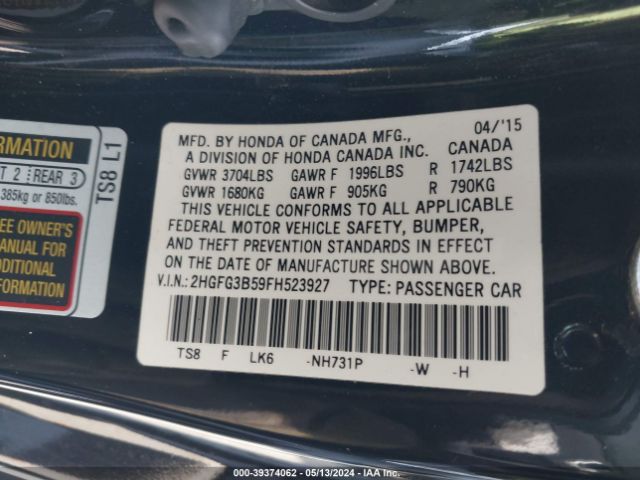 ORMATION
T 2 REAR 3
385kg or 850lbs.
EE OWNER'S
MANUAL FOR
ADDITIONAL
FORMATION
TS8 L1
04/'15
MFD. BY HONDA OF CANADA MFG., CANADA
A DIVISION OF HONDA CANADA INC.
GVWR 3704LBS GAWR F 1996LBS R 1742LBS
GVWR 1680KG GAWR F 905KG R 790KG
THIS VEHICLE CONFORMS TO ALL APPLICABLE
FEDERAL MOTOR VEHICLE SAFETY, BUMPER,
AND THEFT PREVENTION STANDARDS IN EFFECT
ON THE DATE OF MANUFACTURE SHOWN ABOVE.
V.I.N.: 2HGFG3B59FH523927 TYPE: PASSENGER CAR
TS8 F LK6 -NH731P -W -H
000-39374062 - 05/13/2024 - IAA Inc.